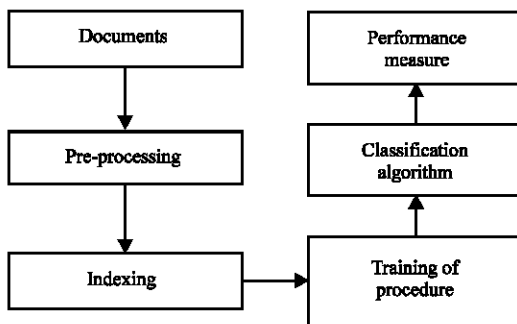 Documents
Pre-processing
Indexing
Training of
procedure
Classification
algorithm
Performance
measure